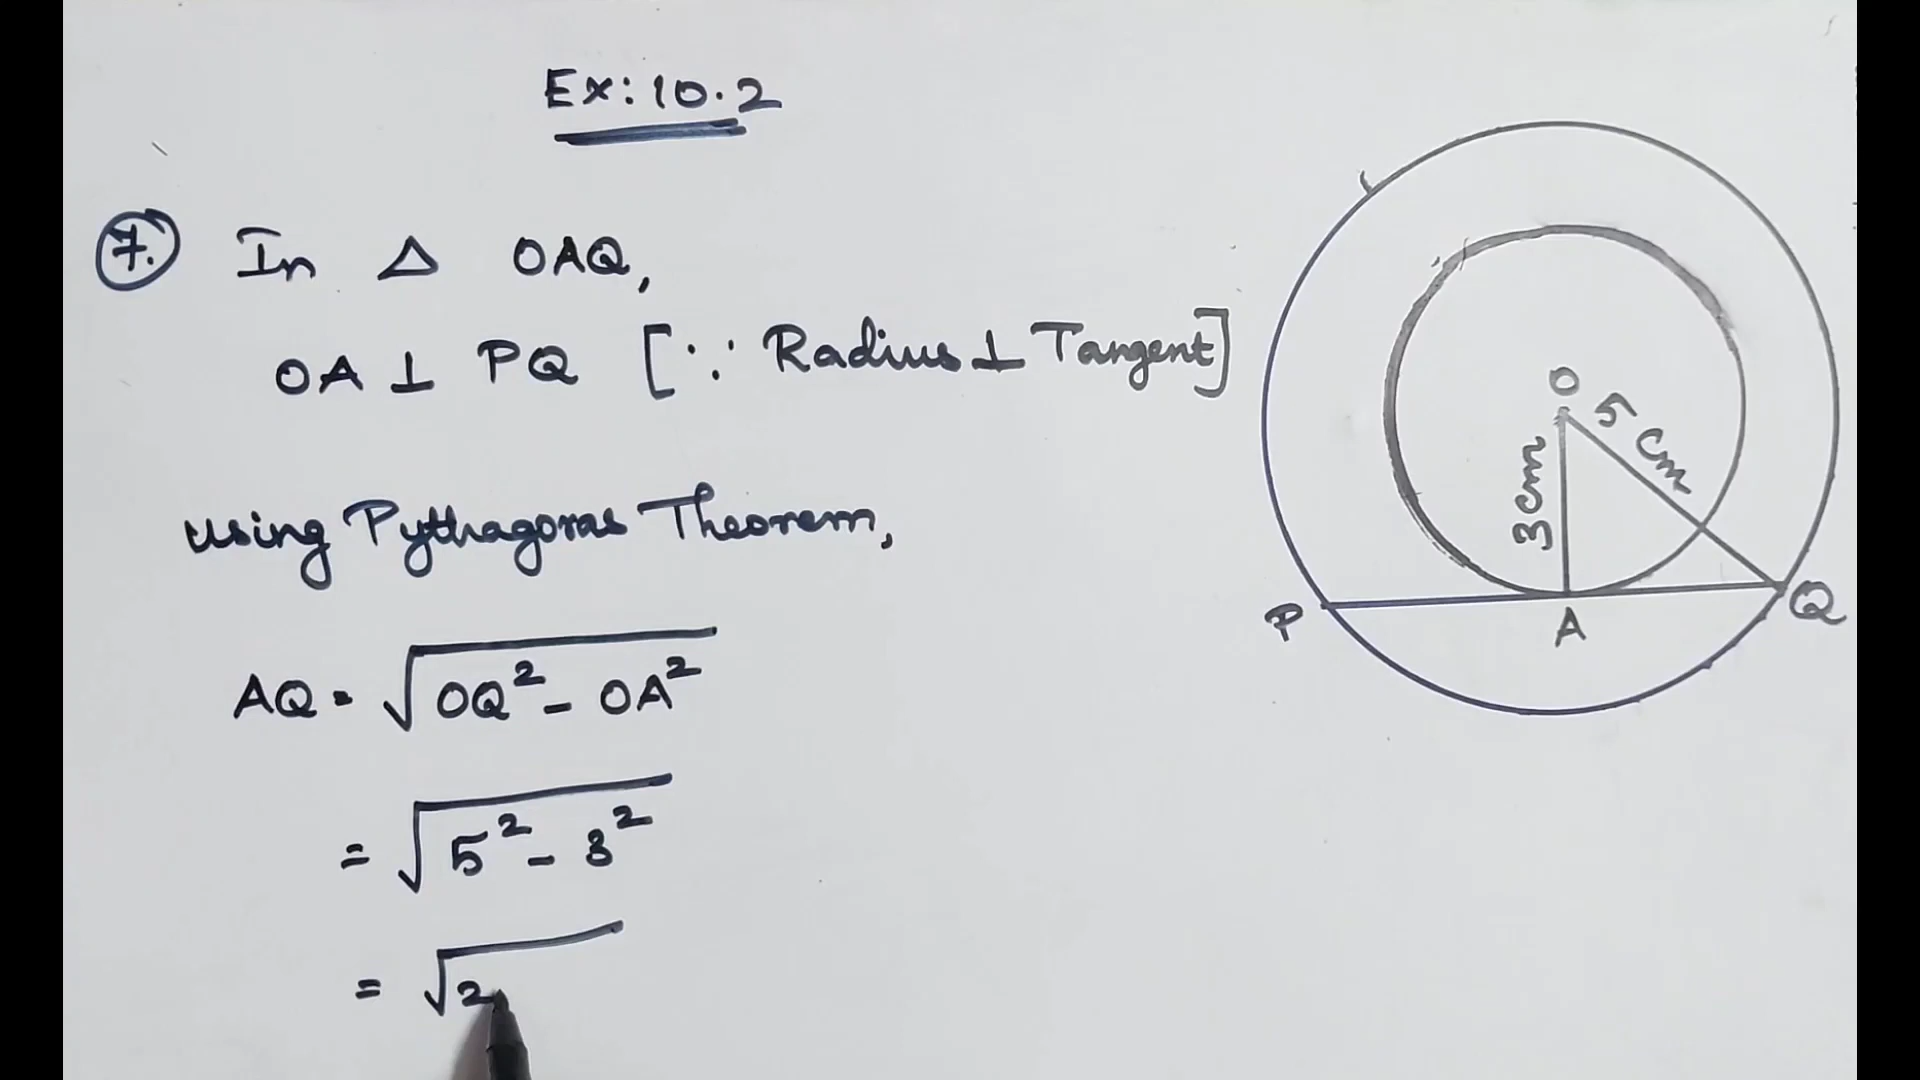 Ex: 10.2
7. In △ OAQ,
OA ⊥ PQ [∵ Radius ⊥ Tangent]
using Pythagoras Theorem,
AQ = √OQ² - OA²
= √5² - 3²
= √2
O
5 cm
3cm
P
A
Q